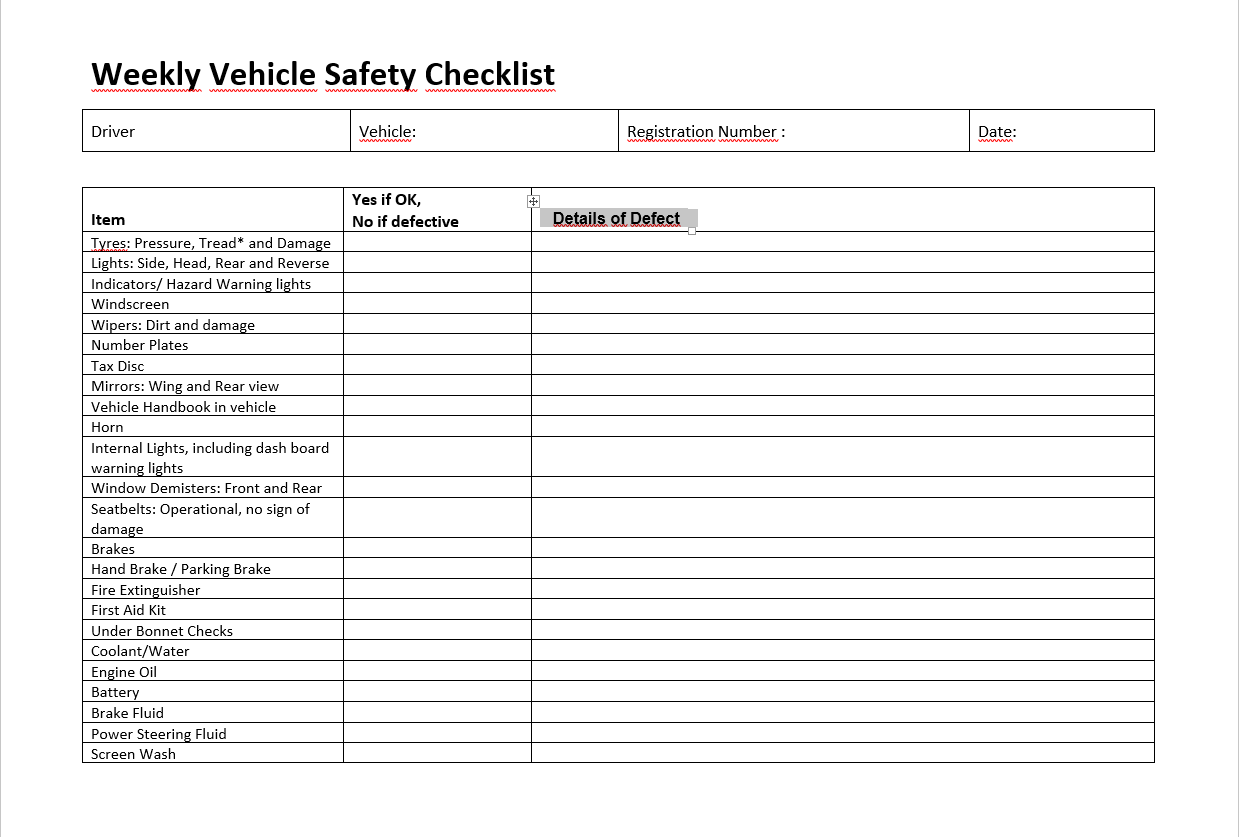 Weekly Vehicle Safety Checklist
Driver Vehicle: Registration Number : Date:
Yes if OK,
Item No if defective Details of Defect
Tyres: Pressure, Tread* and Damage
Lights: Side, Head, Rear and Reverse
Indicators/ Hazard Warning lights
Windscreen
Wipers: Dirt and damage
Number Plates
Tax Disc
Mirrors: Wing and Rear view
Vehicle Handbook in vehicle
Horn
Internal Lights, including dash board
warning lights
Window Demisters: Front and Rear
Seatbelts: Operational, no sign of
damage
Brakes
Hand Brake / Parking Brake
Fire Extinguisher
First Aid Kit
Under Bonnet Checks
Coolant/Water
Engine Oil
Battery
Brake Fluid
Power Steering Fluid
Screen Wash